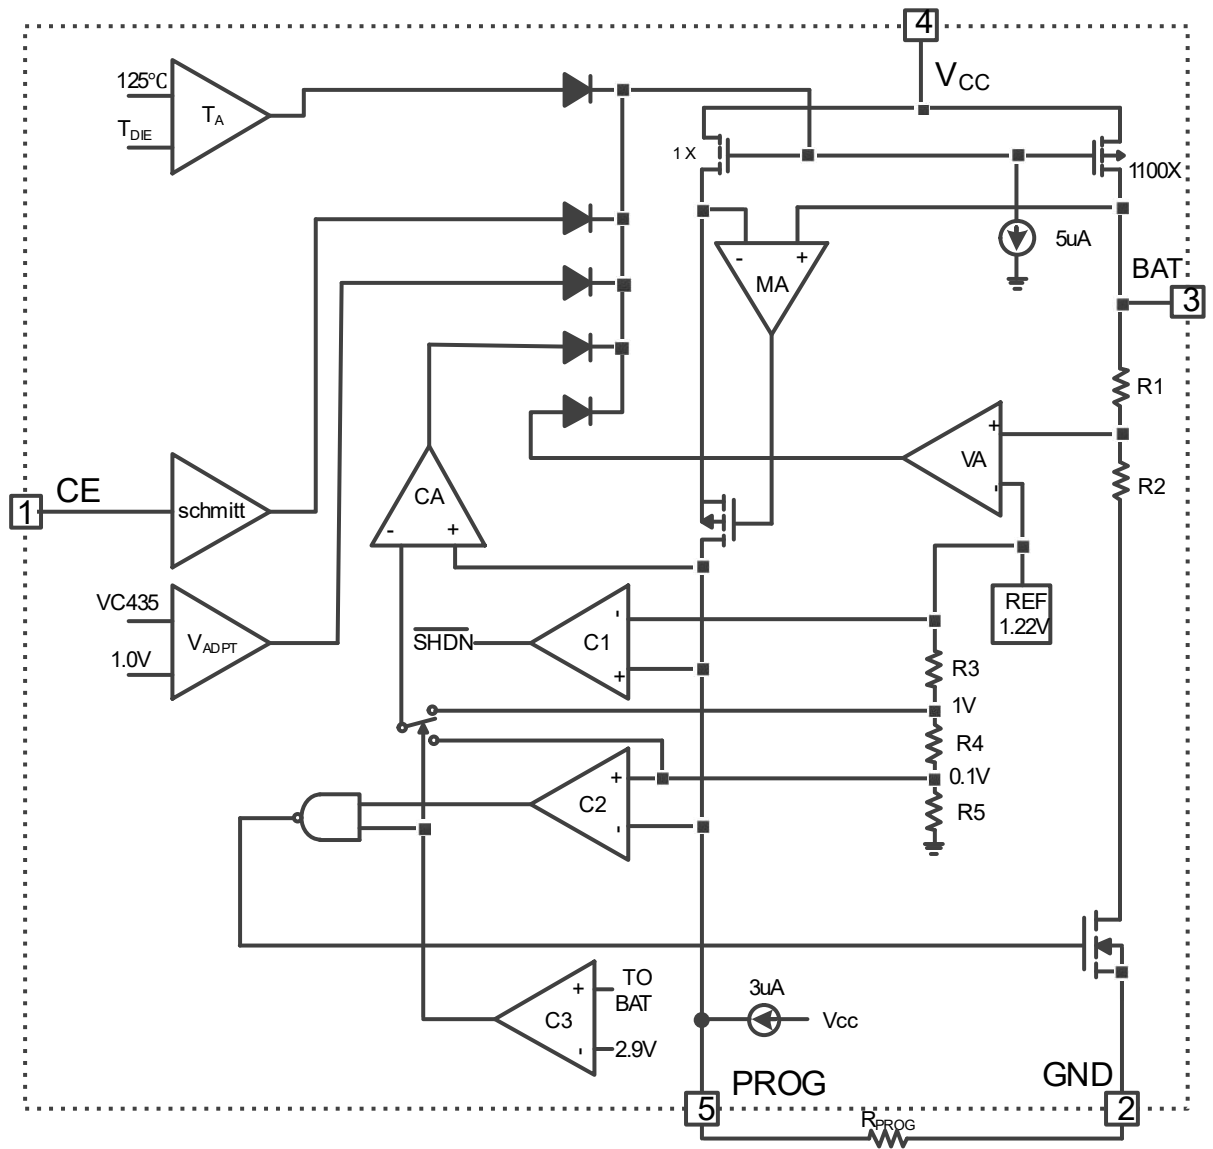 4
VCC
125℃
TA
TDIE
1 X
1100X
5uA
- +
MA
BAT
3
R1
+
VA
-
R2
CE
1
schmitt
CA
- +
VC435
VADPT
1.0V
REF
1.22V
SHDN
-
C1
+
R3
1V
R4
+
0.1V
C2
R5
-
TO
BAT
+
C3
-
2.9V
3uA
Vcc
PROG
GND
5
2
RPROG